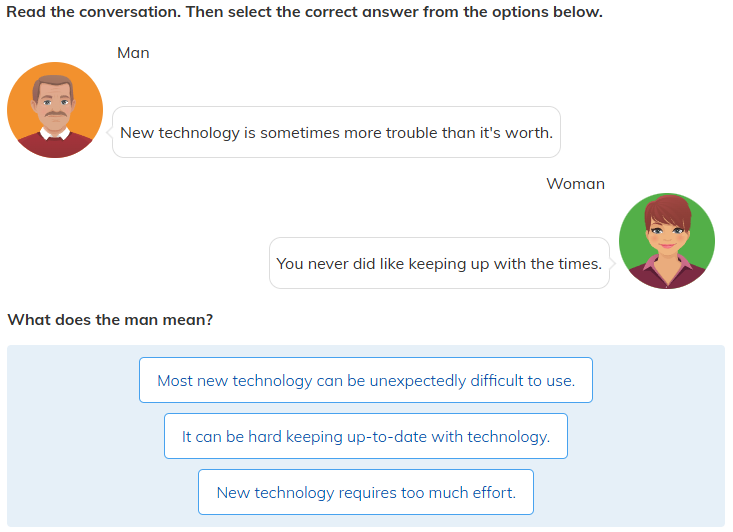 Read the conversation. Then select the correct answer from the options below.
Man
New technology is sometimes more trouble than it's worth.
Woman
You never did like keeping up with the times.
What does the man mean?
Most new technology can be unexpectedly difficult to use.
It can be hard keeping up-to-date with technology.
New technology requires too much effort.